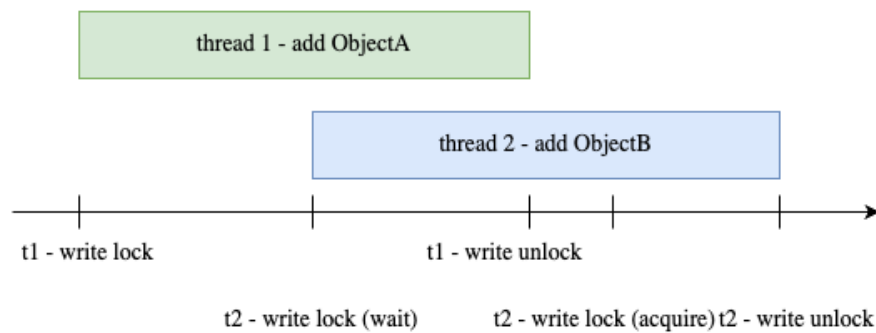 thread 1 - add ObjectA
thread 2 - add ObjectB
t1 - write lock
t1 - write unlock
t2 - write lock (wait)
t2 - write lock (acquire)
t2 - write unlock